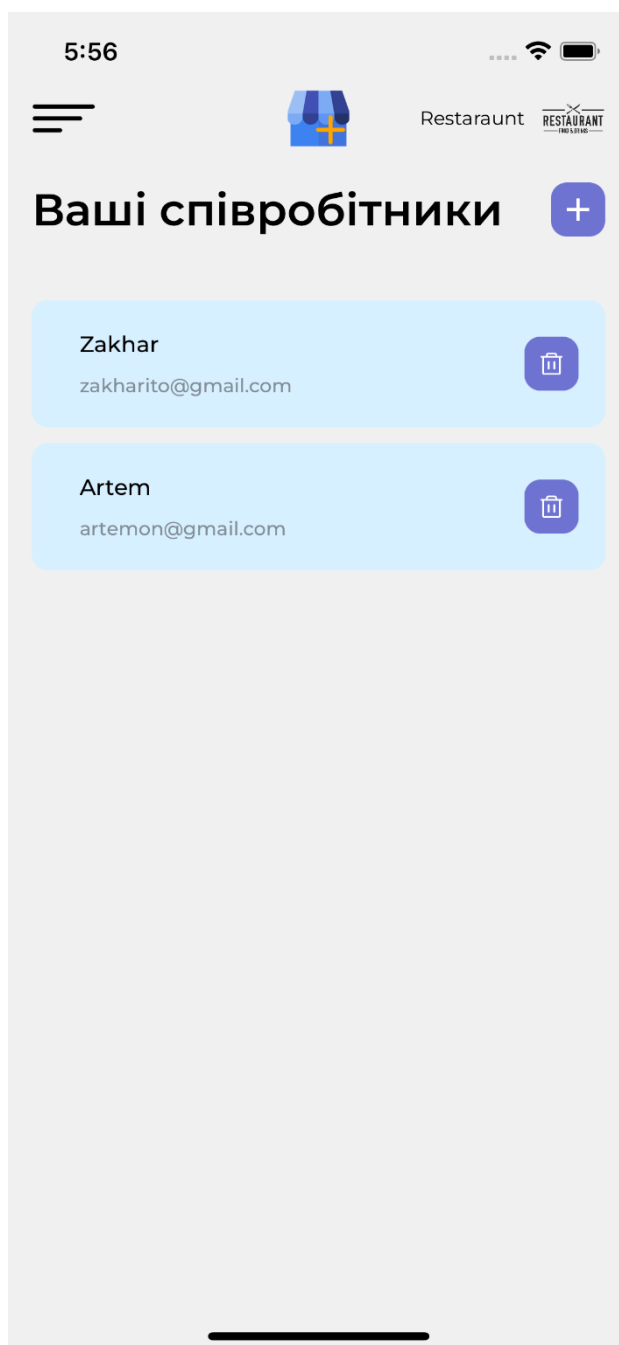 5:56
Restaraunt
RESTAURANT
Ваші співробітники
Zakhar
zakharito@gmail.com
Artem
artemon@gmail.com